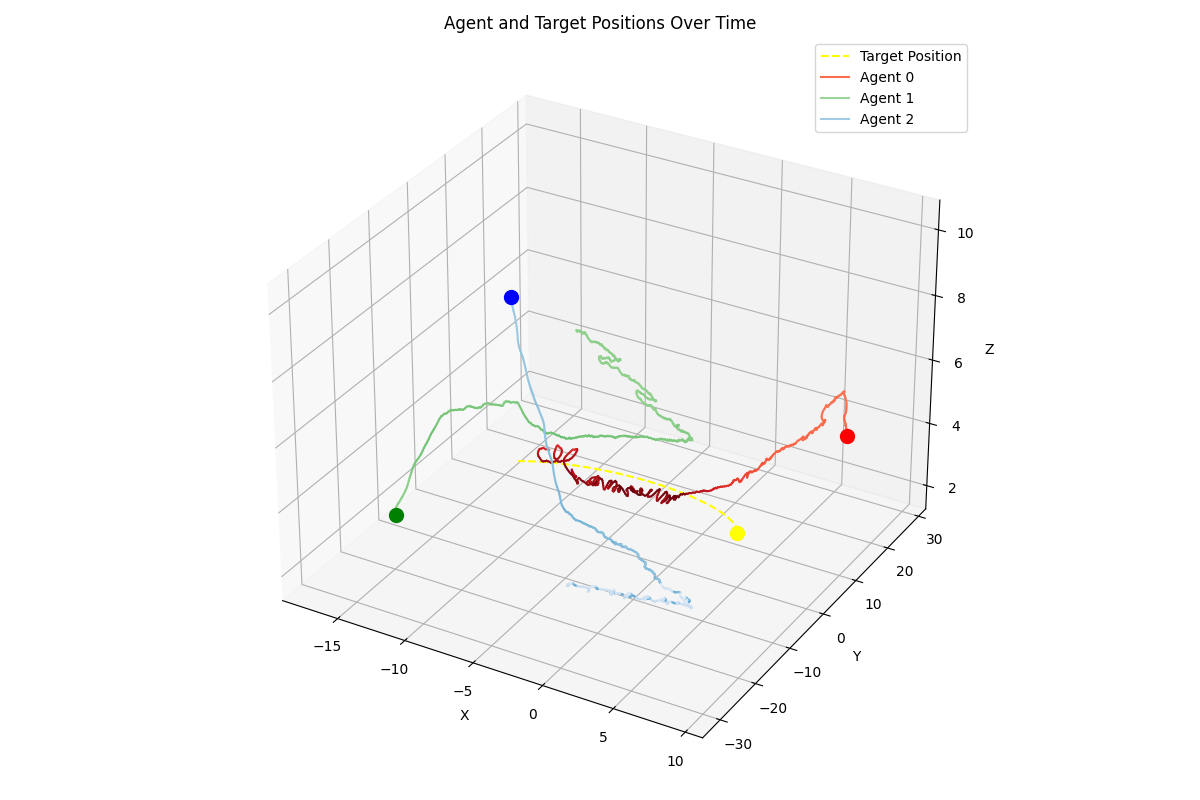 Agent and Target Positions Over Time
Target Position
Agent 0
Agent 1
Agent 2
10
8
6
4
2
Z
30
20
10
0
−10
−20
−30
Y
−15
−10
−5
0
5
10
X